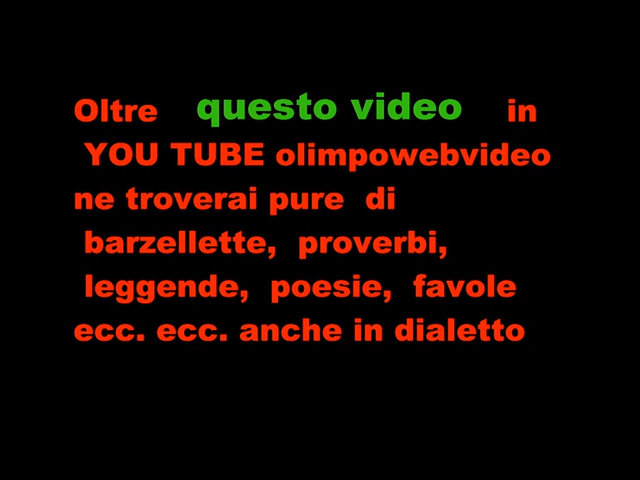 Oltre questo video in
YOU TUBE olimpowebvideo
ne troverai pure di
barzellette, proverbi,
leggende, poesie, favole
ecc. ecc. anche in dialetto